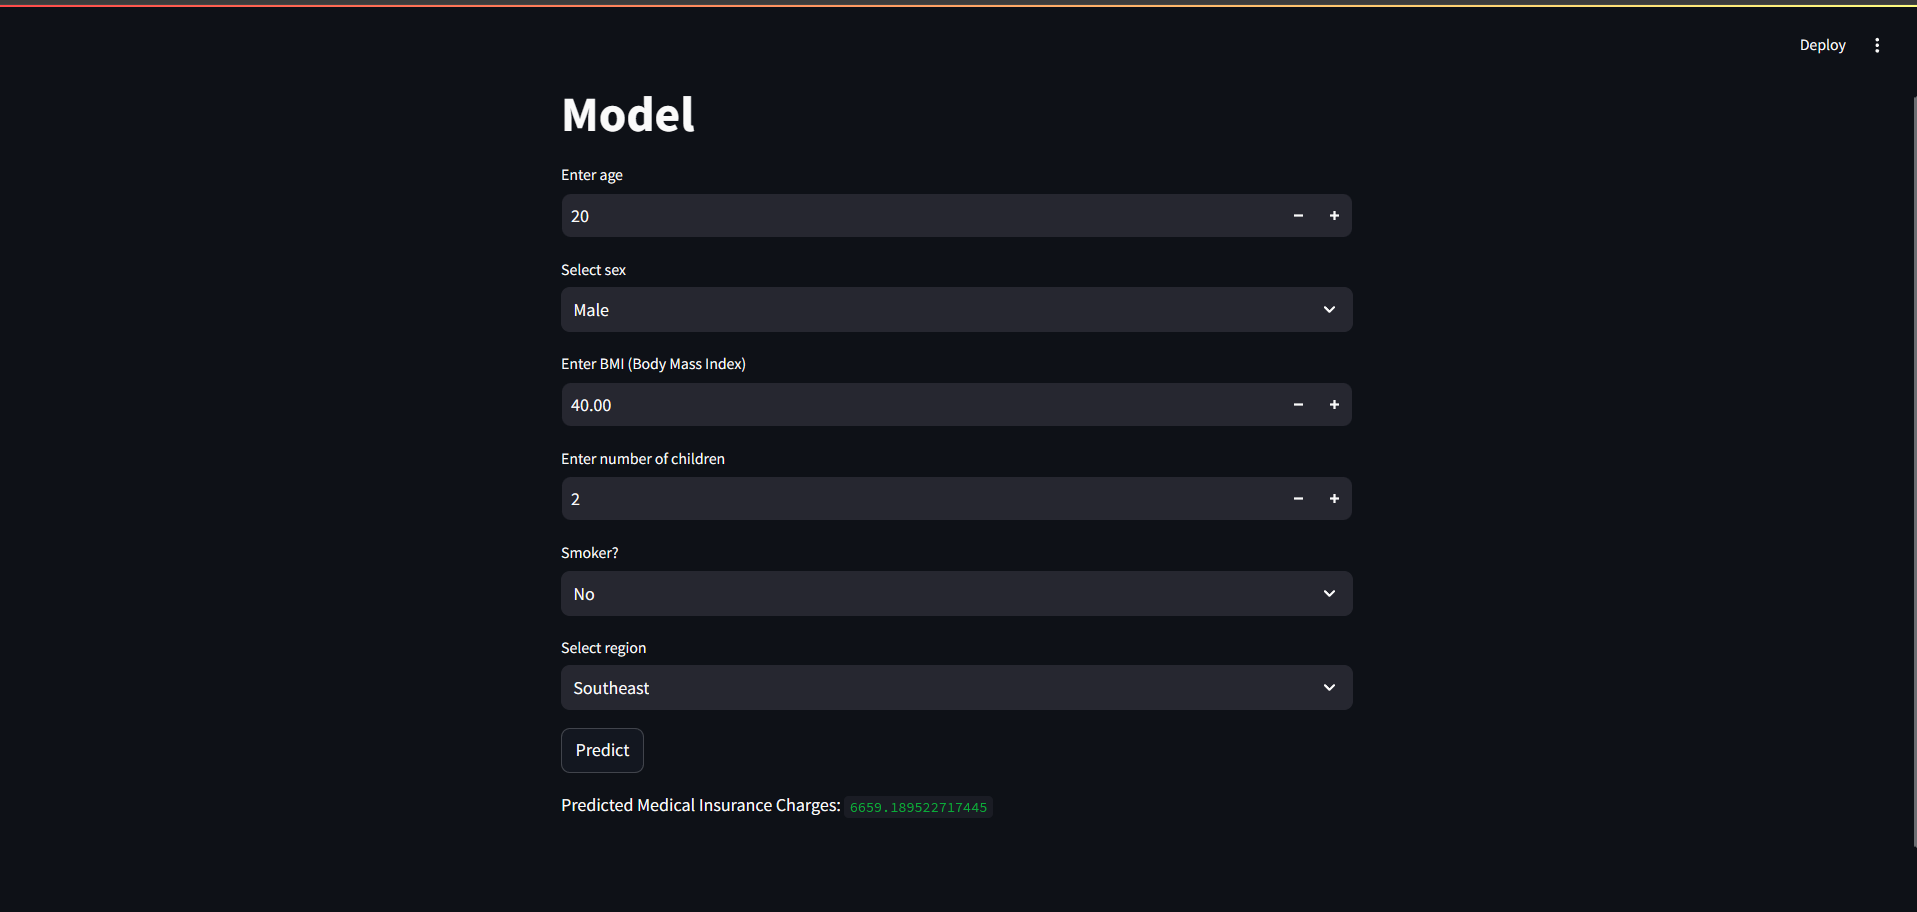 Deploy
Model
Enter age
20
Select sex
Male
Enter BMI (Body Mass Index)
40.00
Enter number of children
2
Smoker?
No
Select region
Southeast
Predict
Predicted Medical Insurance Charges: 6659.189522717445